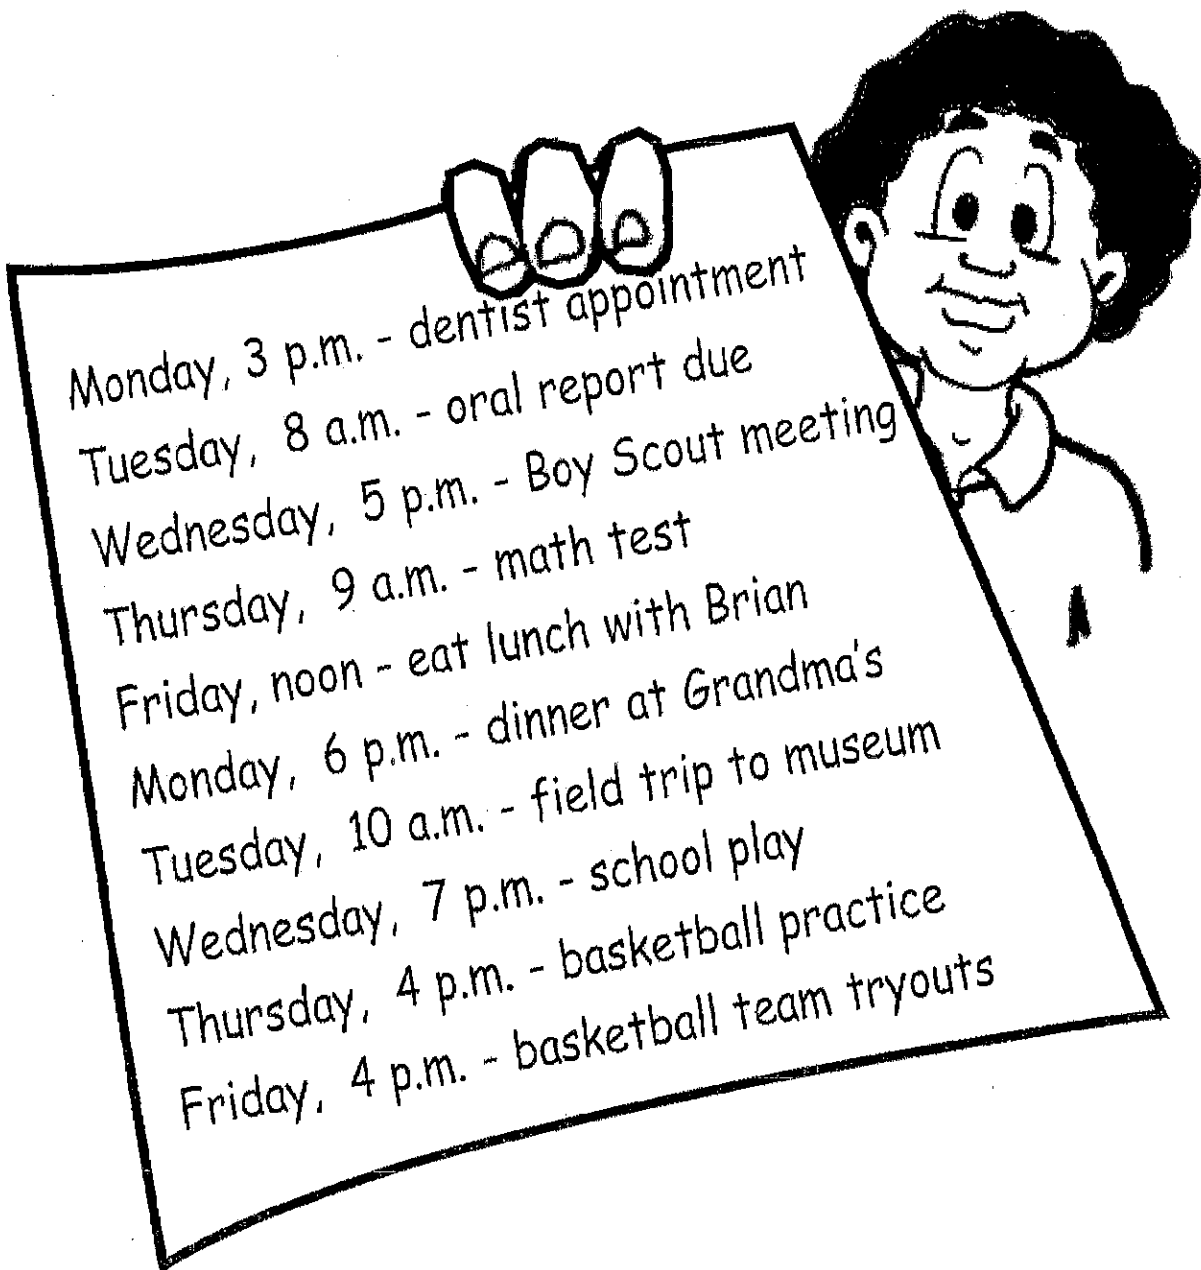 Monday, 3 p.m. - dentist appointment
Tuesday, 8 a.m. - oral report due
Wednesday, 5 p.m. - Boy Scout meeting
Thursday, 9 a.m. - math test
Friday, noon - eat lunch with Brian
Monday, 6 p.m. - dinner at Grandma's
Tuesday, 10 a.m. - field trip to museum
Wednesday, 7 p.m. - school play
Thursday, 4 p.m. - basketball practice
Friday, 4 p.m. - basketball team tryouts